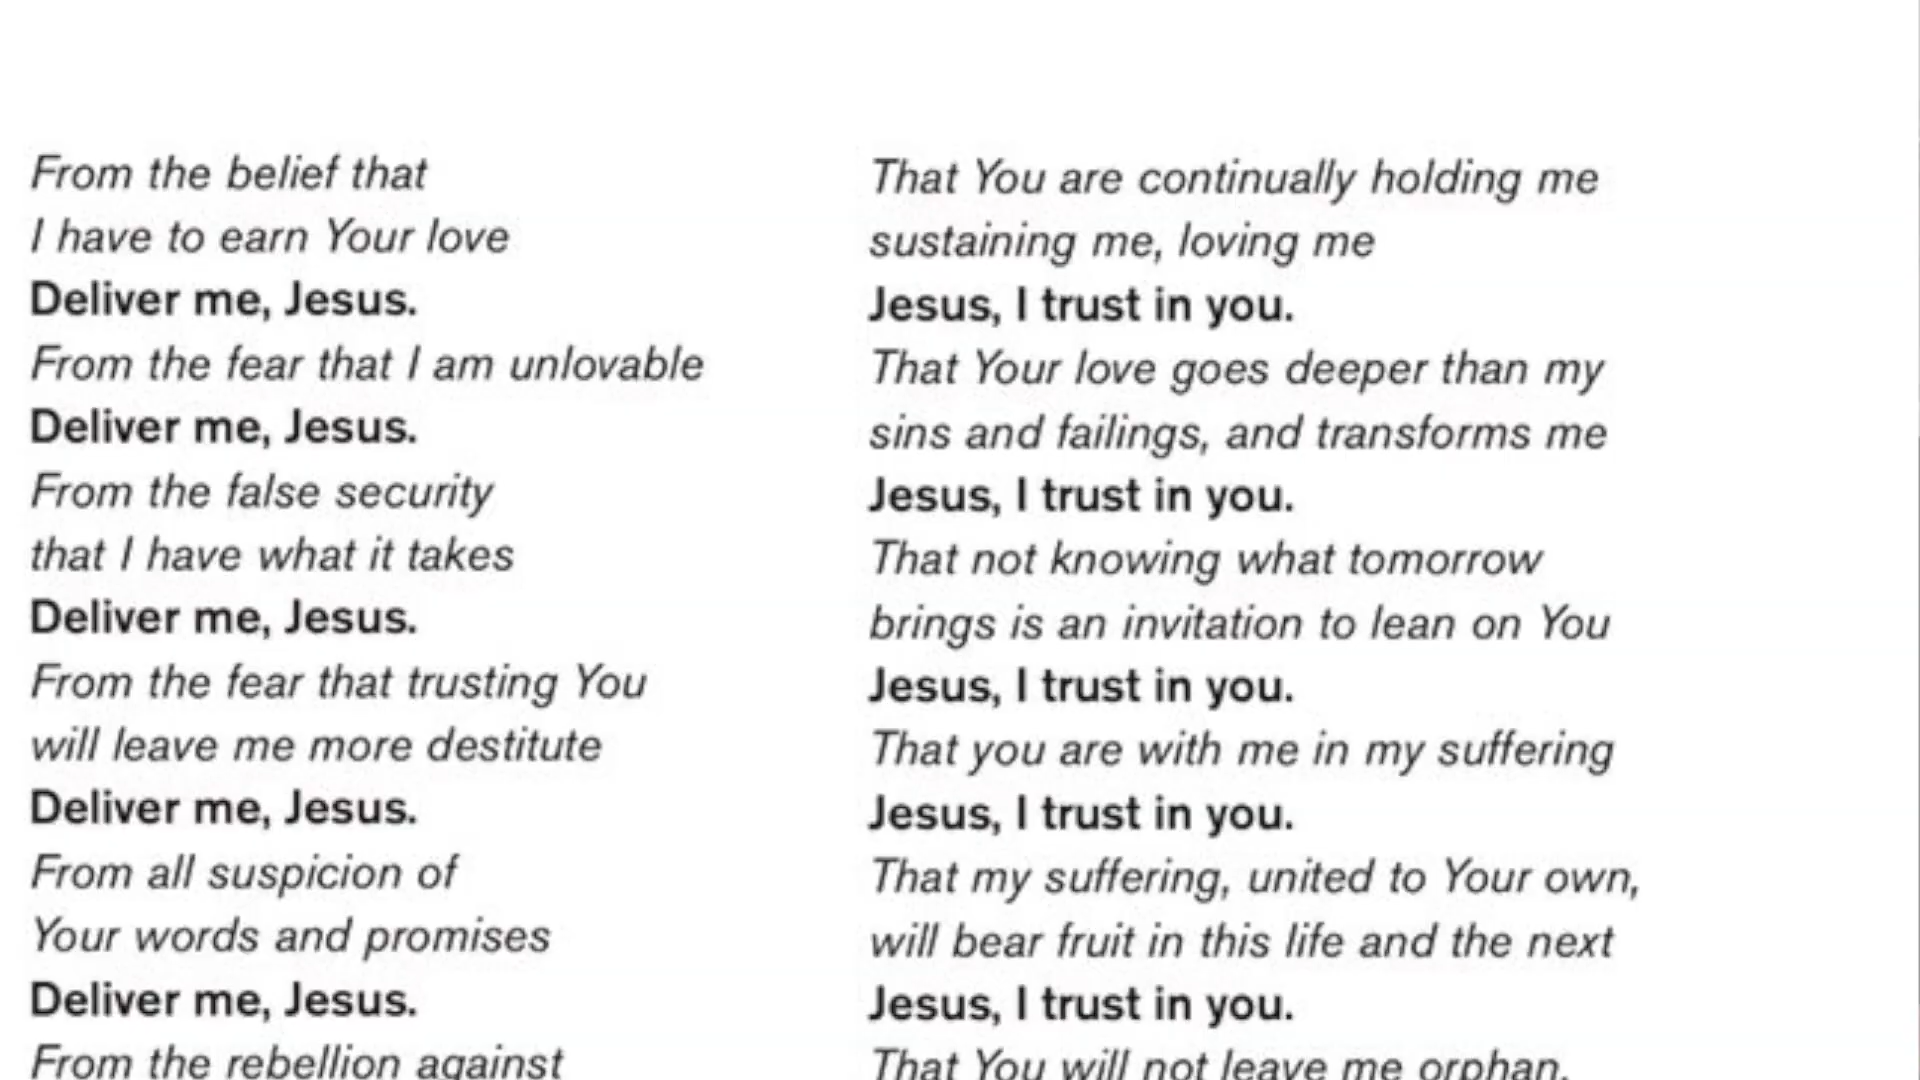 From the belief that
I have to earn Your love
Deliver me, Jesus.
From the fear that I am unlovable
Deliver me, Jesus.
From the false security
that I have what it takes
Deliver me, Jesus.
From the fear that trusting You
will leave me more destitute
Deliver me, Jesus.
From all suspicion of
Your words and promises
Deliver me, Jesus.
From the rebellion against
That You are continually holding me
sustaining me, loving me
Jesus, I trust in you.
That Your love goes deeper than my
sins and failings, and transforms me
Jesus, I trust in you.
That not knowing what tomorrow
brings is an invitation to lean on You
Jesus, I trust in you.
That you are with me in my suffering
Jesus, I trust in you.
That my suffering, united to Your own,
will bear fruit in this life and the next
Jesus, I trust in you.
That You will not leave me orphan,